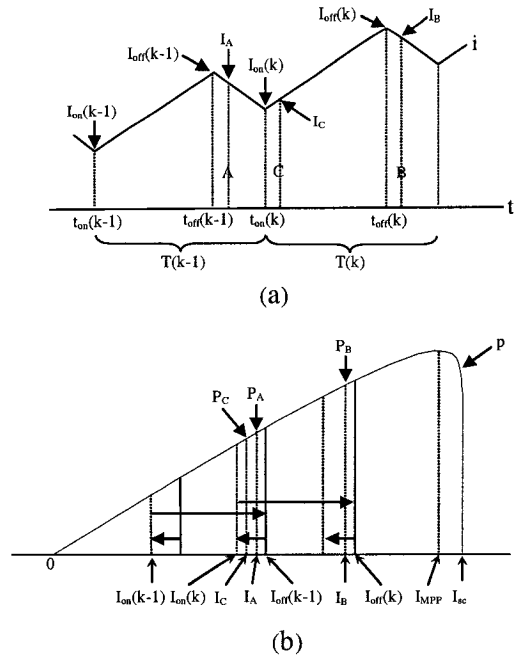 I_off(k) I_B
I_A
I_off(k-1) I_on(k) i
I_on(k-1)
I_C
A C B
t
t_on(k-1) t_off(k-1) t_on(k) t_off(k)
T(k-1) T(k)
(a)
P_B p
P_C P_A
0
I_on(k-1) I_on(k) I_C I_A I_off(k-1) I_B I_off(k) I_MPP I_sc
(b)